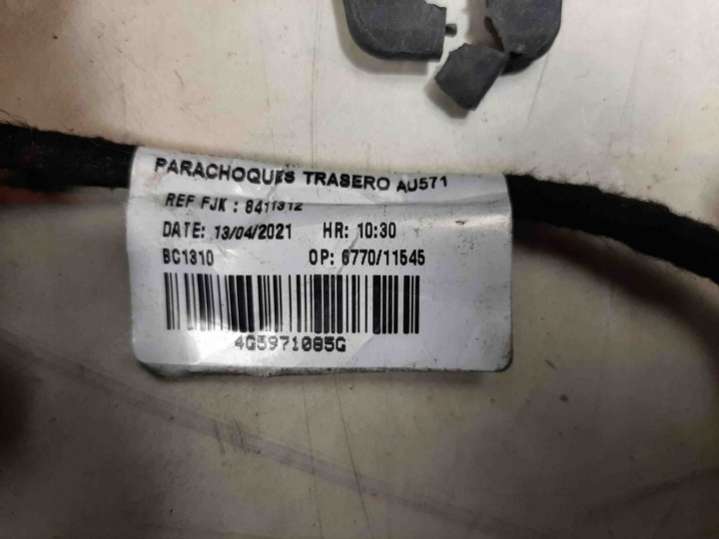 PARACHOQUES TRASERO AU571
REF FJK : 8411312
DATE: 13/04/2021 HR: 10:30
BC1310 OP: 6770/11545
4G5971085G